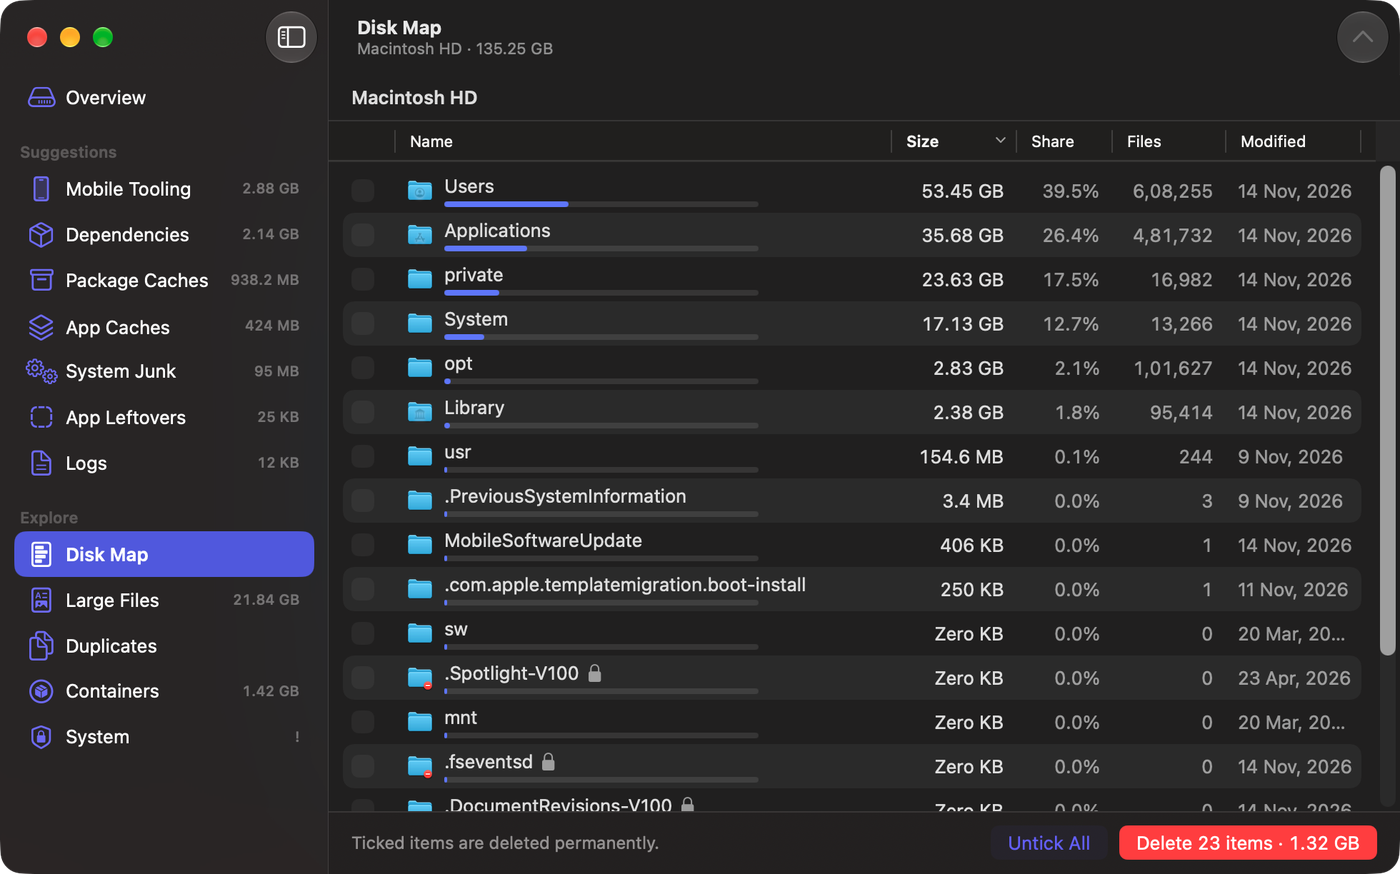 Disk Map
Macintosh HD · 135.25 GB
Overview
Suggestions
Mobile Tooling 2.88 GB
Dependencies 2.14 GB
Package Caches 938.2 MB
App Caches 424 MB
System Junk 95 MB
App Leftovers 25 KB
Logs 12 KB
Explore
Disk Map
Large Files 21.84 GB
Duplicates
Containers 1.42 GB
System !
Macintosh HD
Name Size Share Files Modified
Users 53.45 GB 39.5% 6,08,255 14 Nov, 2026
Applications 35.68 GB 26.4% 4,81,732 14 Nov, 2026
private 23.63 GB 17.5% 16,982 14 Nov, 2026
System 17.13 GB 12.7% 13,266 14 Nov, 2026
opt 2.83 GB 2.1% 1,01,627 14 Nov, 2026
Library 2.38 GB 1.8% 95,414 14 Nov, 2026
usr 154.6 MB 0.1% 244 9 Nov, 2026
.PreviousSystemInformation 3.4 MB 0.0% 3 9 Nov, 2026
MobileSoftwareUpdate 406 KB 0.0% 1 14 Nov, 2026
.com.apple.templatemigration.boot-install 250 KB 0.0% 1 11 Nov, 2026
sw Zero KB 0.0% 0 20 Mar, 20...
.Spotlight-V100 Zero KB 0.0% 0 23 Apr, 2026
mnt Zero KB 0.0% 0 20 Mar, 20...
.fseventsd Zero KB 0.0% 0 14 Nov, 2026
.DocumentRevisions-V100 Zero KB 0.0% 0 14 Nov, 2026
Ticked items are deleted permanently.
Untick All
Delete 23 items · 1.32 GB